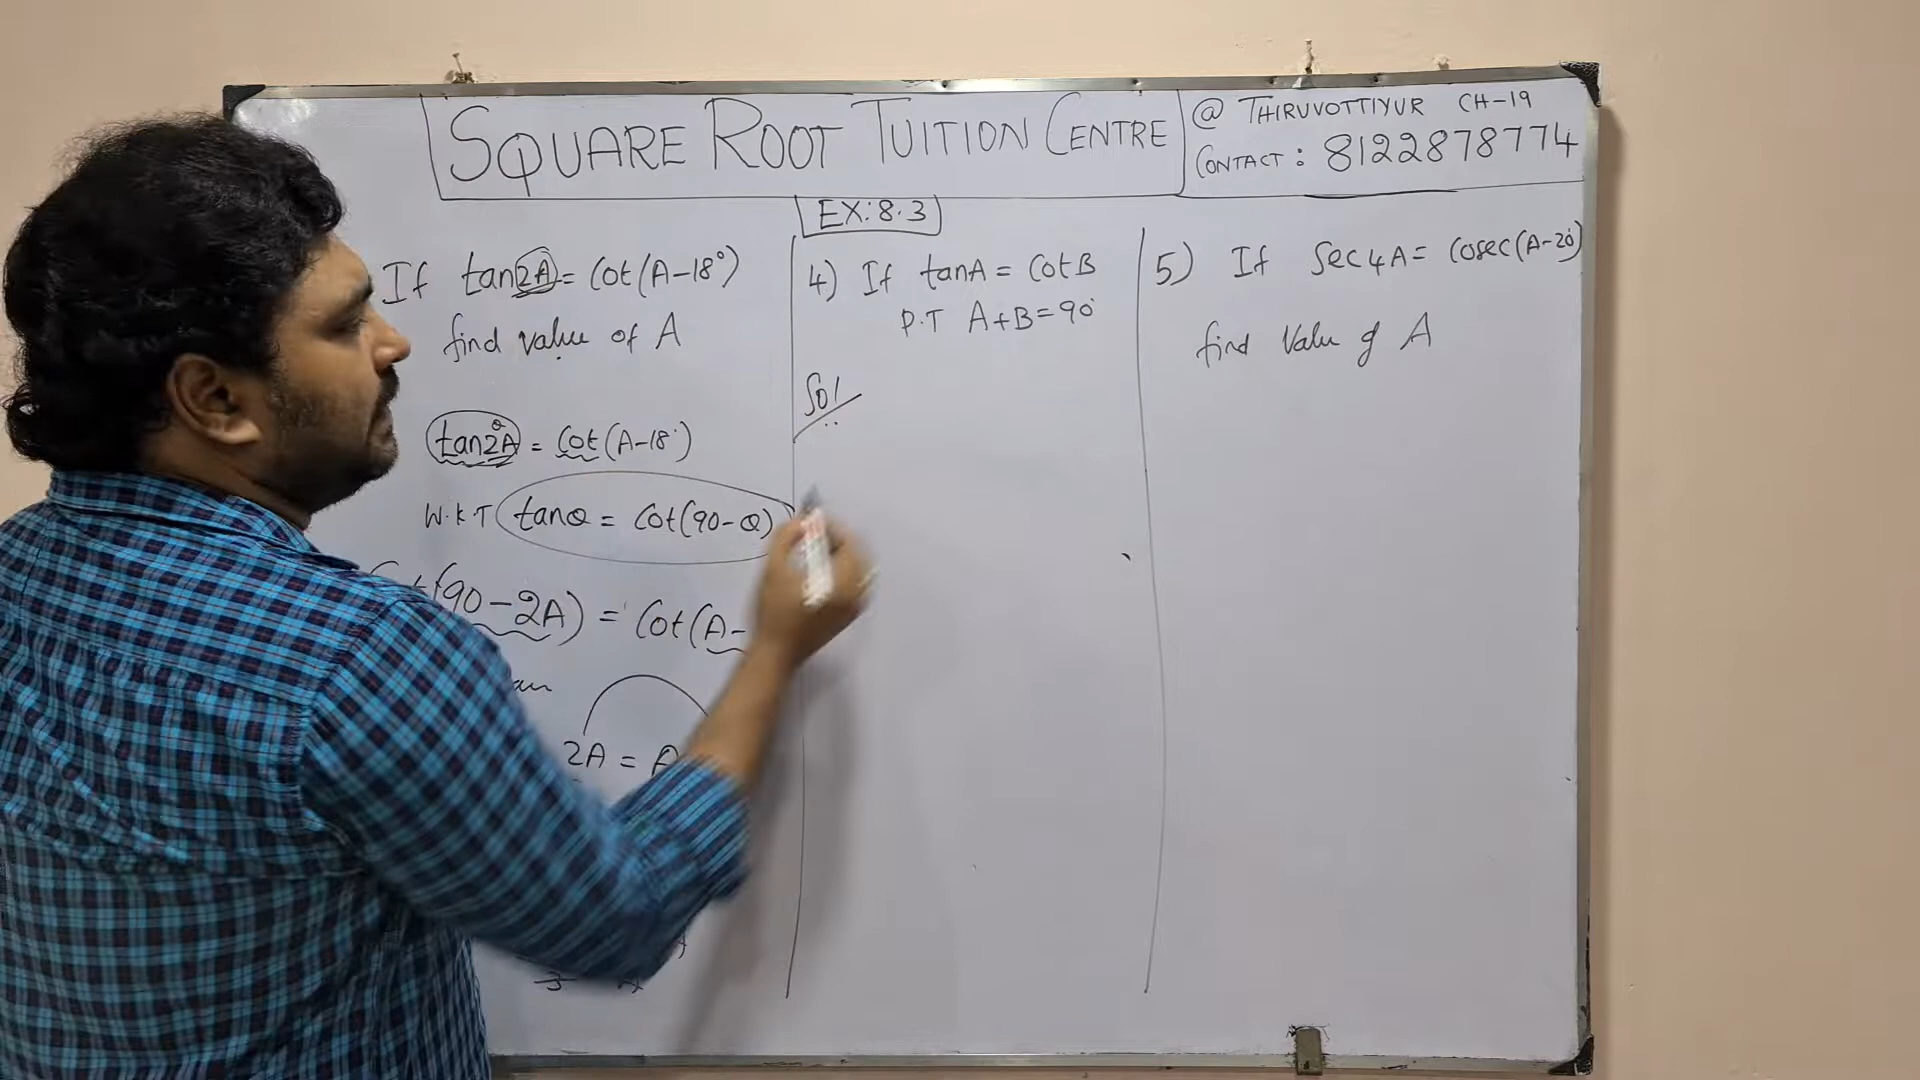 SQUARE ROOT TUITION CENTRE
@ THIRUVOTTIYUR CH-19
CONTACT : 8122878774
EX: 8.3
If tan2A = Cot(A-18°)
find value of A
tan2A = Cot(A-18°)
θ
W.K.T tanθ = Cot(90-θ)
(90-2A) = Cot(A-
2A = A
4) If tanA = CotB
P.T A+B=90°
Sol
5) If Sec4A = Cosec(A-20°)
find Value of A